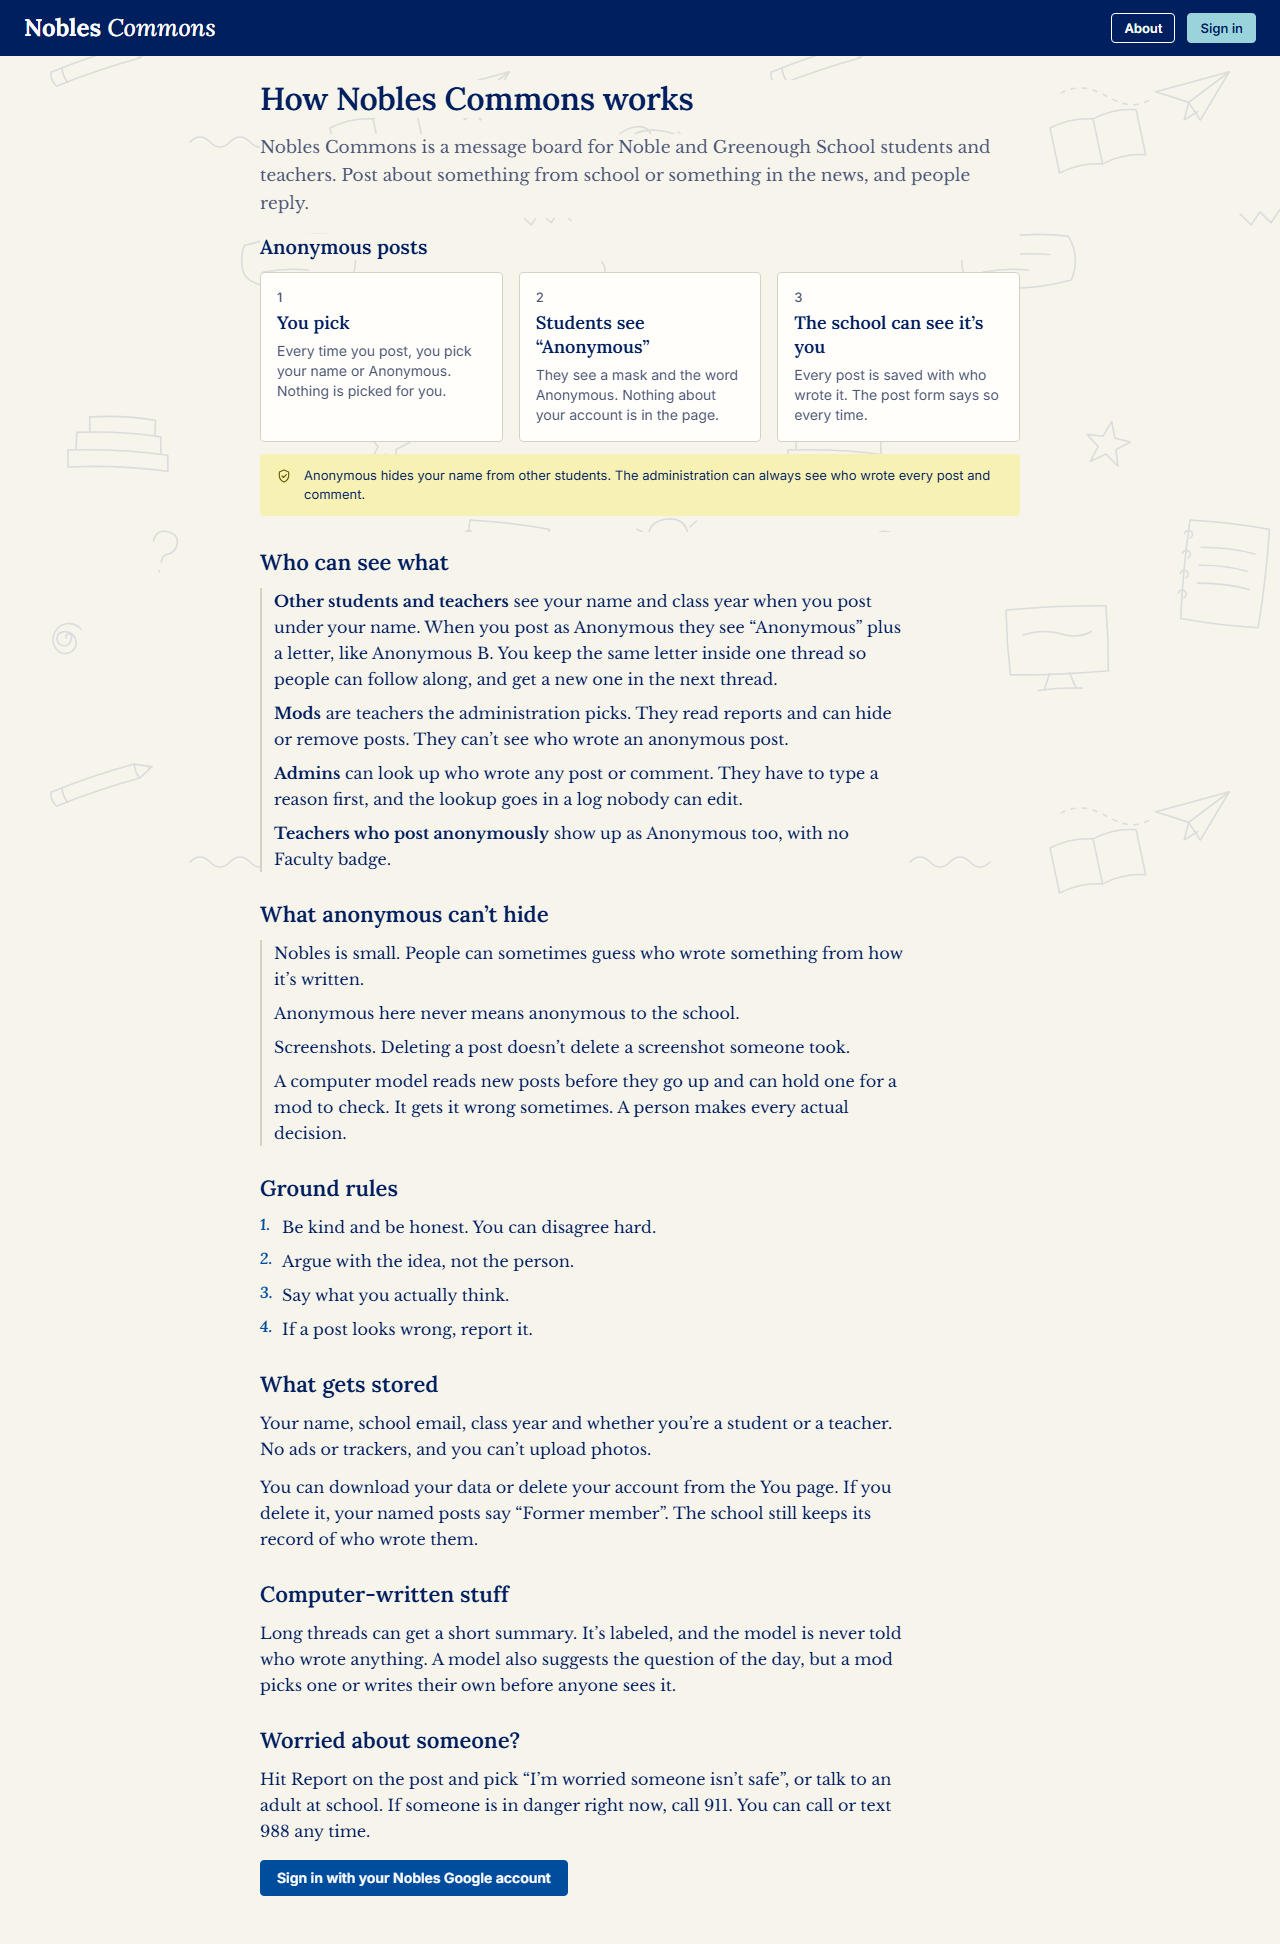 Nobles Commons
About
Sign in
How Nobles Commons works
Nobles Commons is a message board for Noble and Greenough School students and
teachers. Post about something from school or something in the news, and people
reply.
Anonymous posts
1
You pick
Every time you post, you pick
your name or Anonymous.
Nothing is picked for you.
2
Students see
“Anonymous”
They see a mask and the word
Anonymous. Nothing about
your account is in the page.
3
The school can see it’s
you
Every post is saved with who
wrote it. The post form says so
every time.
Anonymous hides your name from other students. The administration can always see who wrote every post and
comment.
Who can see what
Other students and teachers see your name and class year when you post
under your name. When you post as Anonymous they see “Anonymous” plus
a letter, like Anonymous B. You keep the same letter inside one thread so
people can follow along, and get a new one in the next thread.
Mods are teachers the administration picks. They read reports and can hide
or remove posts. They can’t see who wrote an anonymous post.
Admins can look up who wrote any post or comment. They have to type a
reason first, and the lookup goes in a log nobody can edit.
Teachers who post anonymously show up as Anonymous too, with no
Faculty badge.
What anonymous can’t hide
Nobles is small. People can sometimes guess who wrote something from how
it’s written.
Anonymous here never means anonymous to the school.
Screenshots. Deleting a post doesn’t delete a screenshot someone took.
A computer model reads new posts before they go up and can hold one for a
mod to check. It gets it wrong sometimes. A person makes every actual
decision.
Ground rules
1. Be kind and be honest. You can disagree hard.
2. Argue with the idea, not the person.
3. Say what you actually think.
4. If a post looks wrong, report it.
What gets stored
Your name, school email, class year and whether you’re a student or a teacher.
No ads or trackers, and you can’t upload photos.
You can download your data or delete your account from the You page. If you
delete it, your named posts say “Former member”. The school still keeps its
record of who wrote them.
Computer-written stuff
Long threads can get a short summary. It’s labeled, and the model is never told
who wrote anything. A model also suggests the question of the day, but a mod
picks one or writes their own before anyone sees it.
Worried about someone?
Hit Report on the post and pick “I’m worried someone isn’t safe”, or talk to an
adult at school. If someone is in danger right now, call 911. You can call or text
988 any time.
Sign in with your Nobles Google account